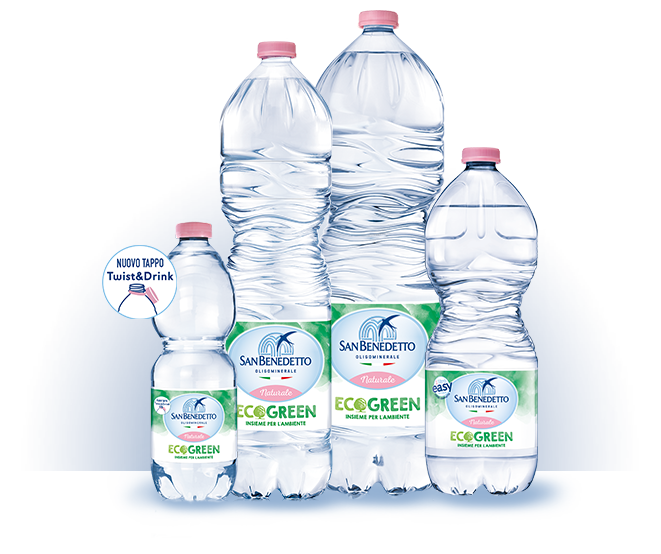 NUOVO TAPPO
Twist&Drink
SAN BENEDETTO
OLIGOMINERALE
Naturale
ECOGREEN
INSIEME PER L'AMBIENTE
SAN BENEDETTO
OLIGOMINERALE
Naturale
ECOGREEN
INSIEME PER L'AMBIENTE
easy
SAN BENEDETTO
OLIGOMINERALE
Naturale
ECOGREEN
INSIEME PER L'AMBIENTE
SAN BENEDETTO
OLIGOMINERALE
Naturale
ECOGREEN
INSIEME PER L'AMBIENTE